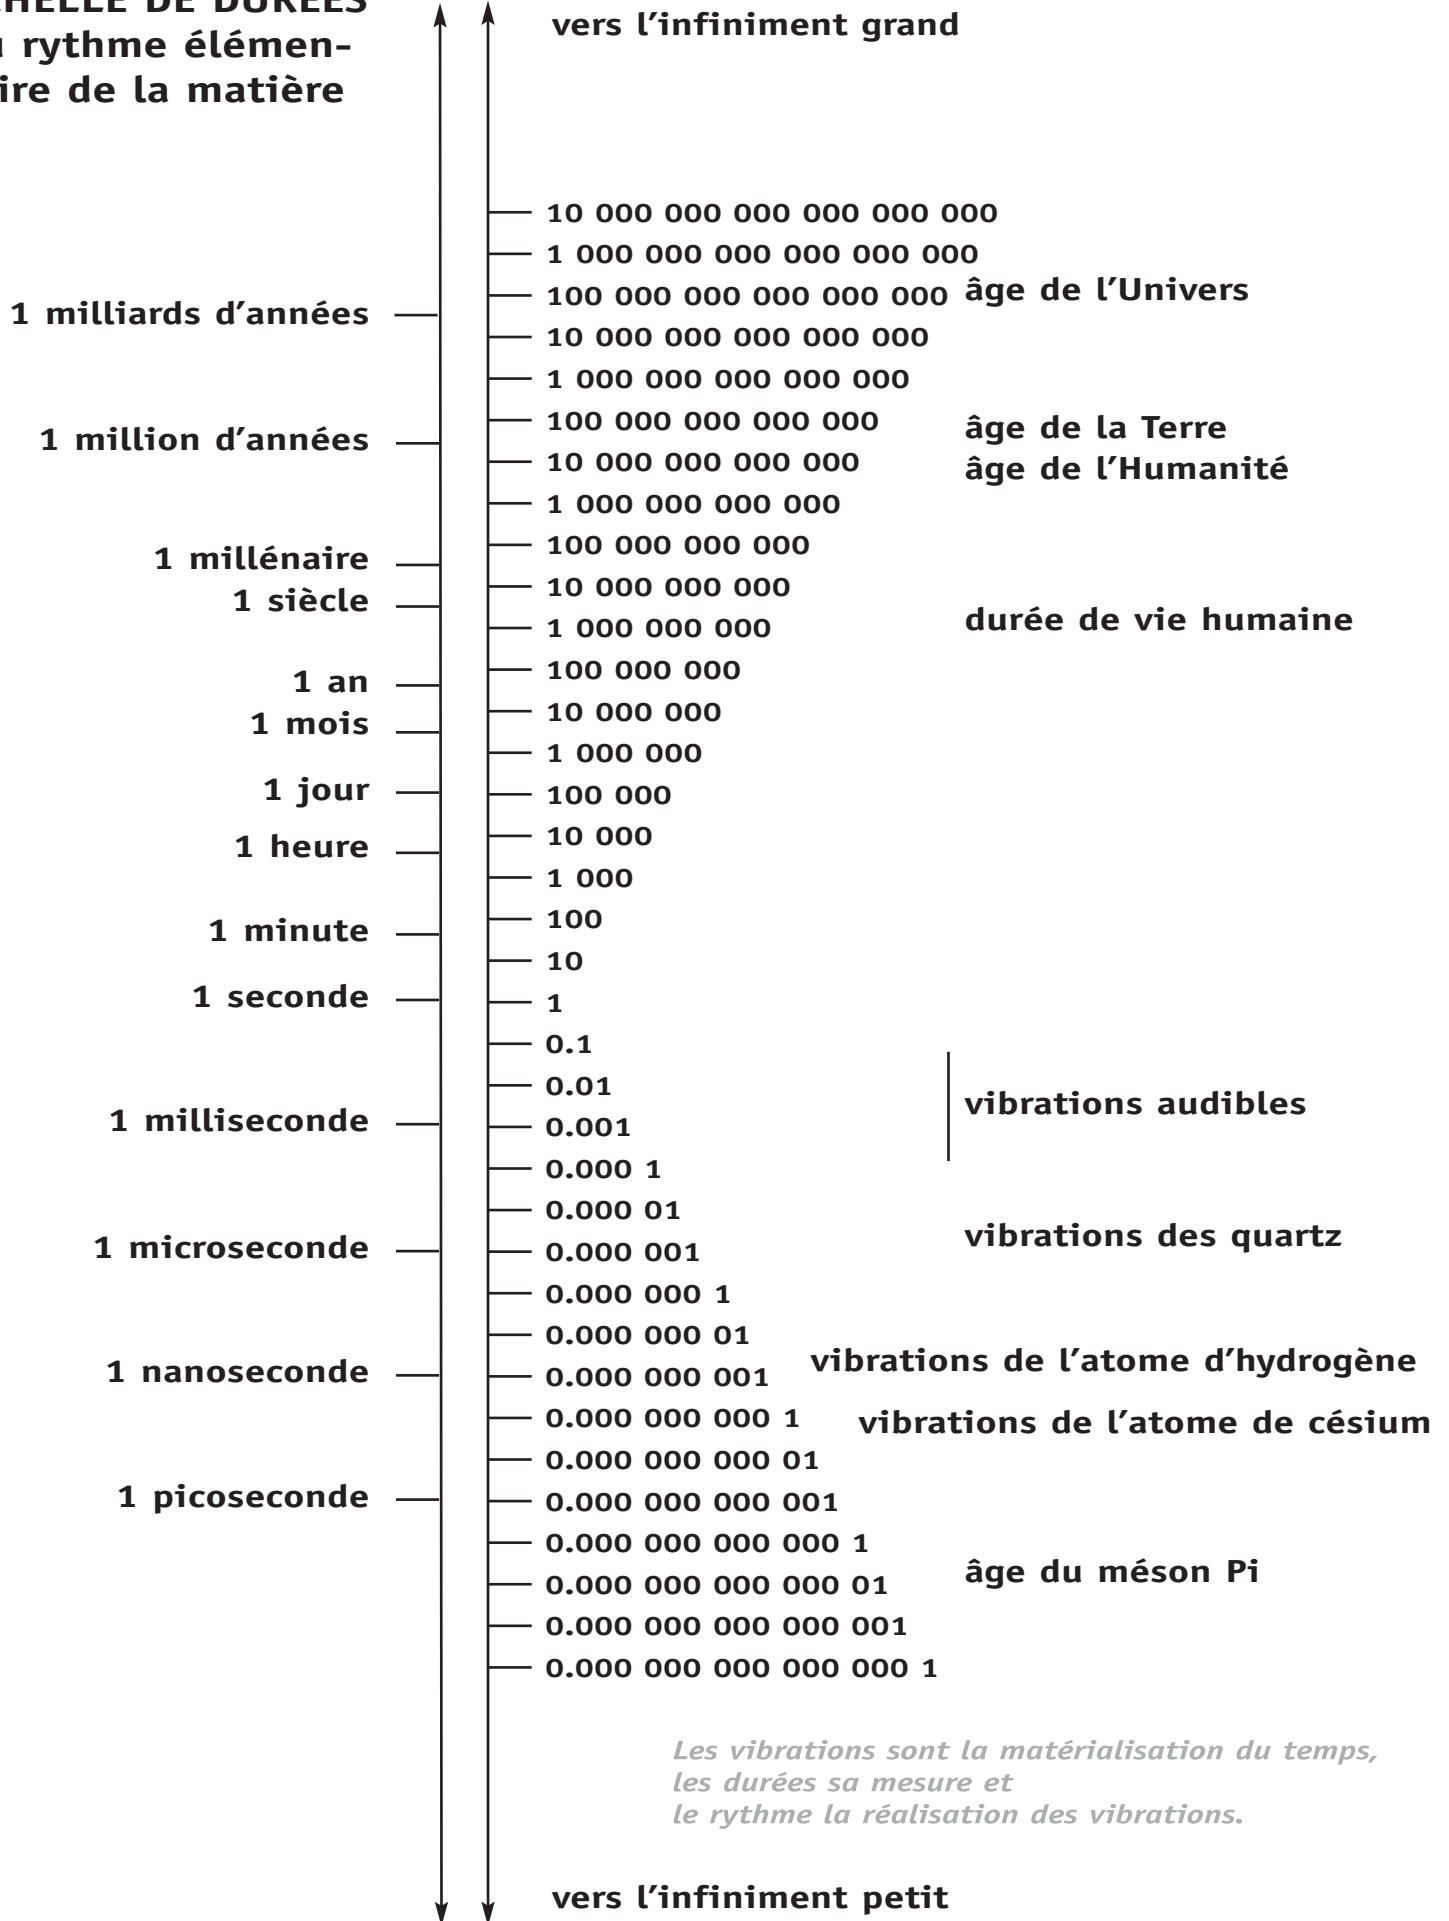 HELLE DE DURÉES
rythme élémen-
ire de la matière
vers l’infiniment grand
10 000 000 000 000 000 000
1 000 000 000 000 000 000
100 000 000 000 000 000 âge de l’Univers
1 milliards d’années
10 000 000 000 000 000
1 000 000 000 000 000
100 000 000 000 000 âge de la Terre
1 million d’années
10 000 000 000 000 âge de l’Humanité
1 000 000 000 000
100 000 000 000
1 millénaire
10 000 000 000
1 siècle
1 000 000 000 durée de vie humaine
100 000 000
1 an
10 000 000
1 mois
1 000 000
1 jour
100 000
10 000
1 heure
1 000
100
1 minute
10
1 seconde
1
0.1
0.01
vibrations audibles
1 milliseconde
0.001
0.000 1
0.000 01
vibrations des quartz
1 microseconde
0.000 001
0.000 000 1
0.000 000 01
vibrations de l’atome d’hydrogène
1 nanoseconde
0.000 000 001
0.000 000 000 1 vibrations de l’atome de césium
0.000 000 000 01
1 picoseconde
0.000 000 000 001
0.000 000 000 000 1
âge du méson Pi
0.000 000 000 000 01
0.000 000 000 000 001
0.000 000 000 000 000 1
Les vibrations sont la matérialisation du temps,
les durées sa mesure et
le rythme la réalisation des vibrations.
vers l’infiniment petit